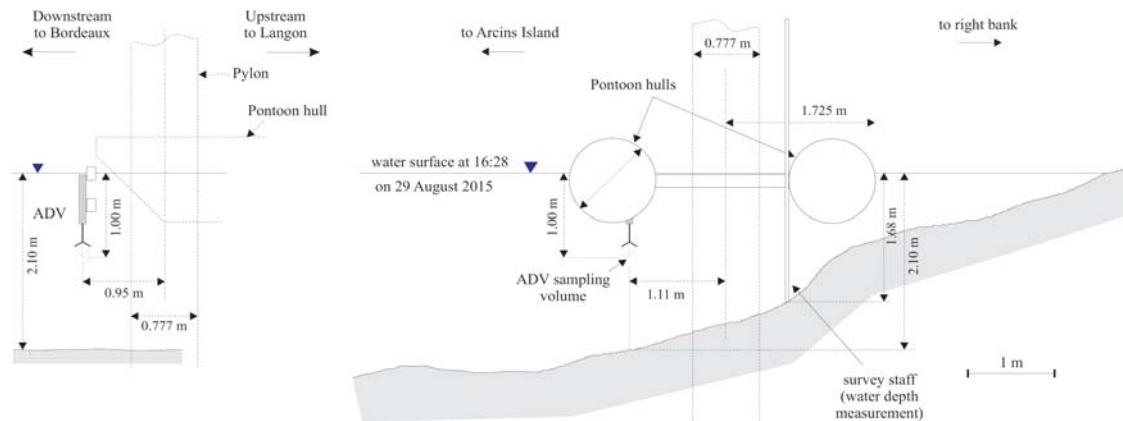 Downstream
to Bordeaux
Upstream
to Langon
Pylon
Pontoon hull
ADV
1.00 m
2.10 m
0.95 m
0.777 m
to Arcins Island
to right bank
0.777 m
Pontoon hulls
1.725 m
water surface at 16:28
on 29 August 2015
1.00 m
1.68 m
2.10 m
ADV sampling
volume
1.11 m
survey staff
(water depth
measurement)
1 m